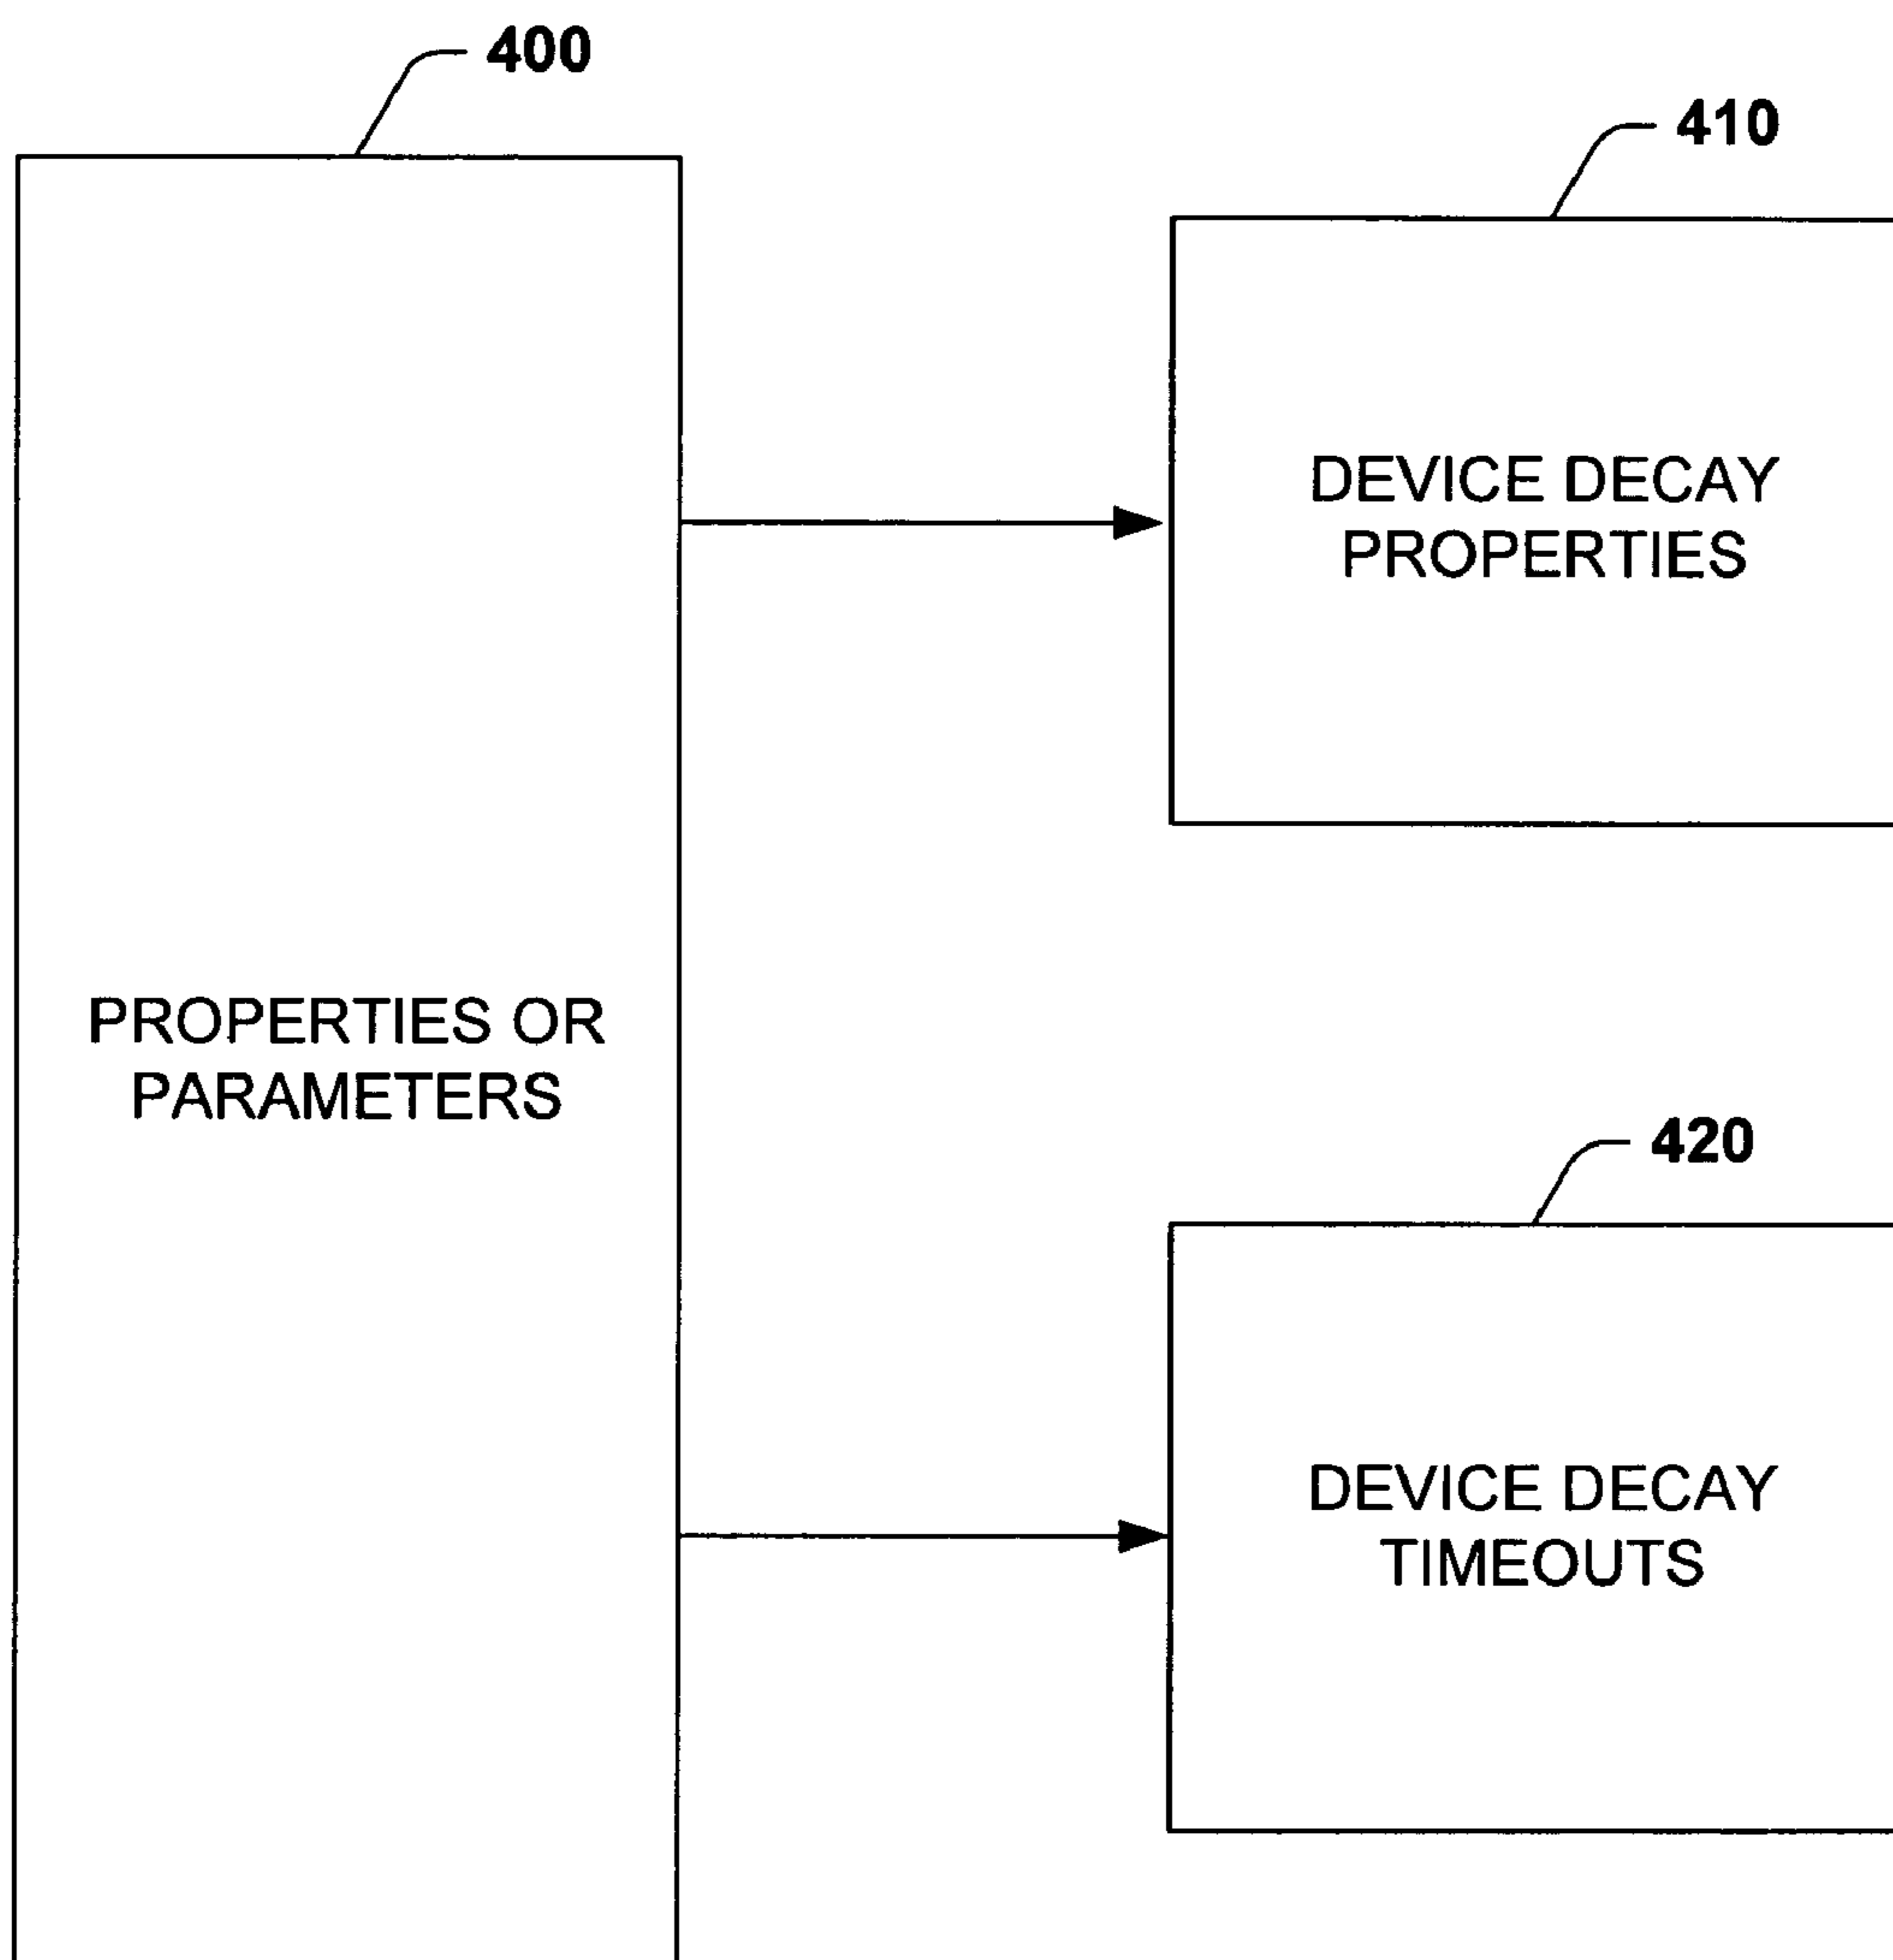 400
410
DEVICE DECAY
PROPERTIES
PROPERTIES OR
PARAMETERS
420
DEVICE DECAY
TIMEOUTS